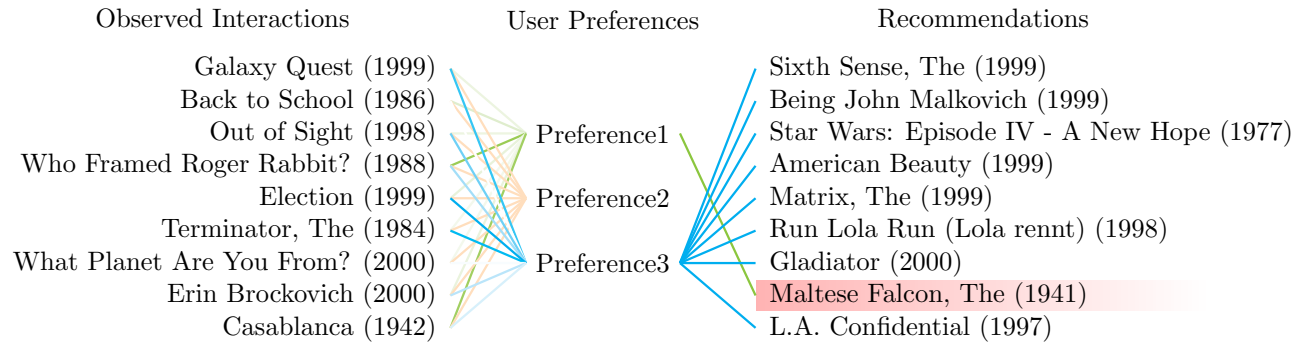 Observed Interactions
User Preferences
Recommendations
Galaxy Quest (1999)
Back to School (1986)
Out of Sight (1998)
Who Framed Roger Rabbit? (1988)
Election (1999)
Terminator, The (1984)
What Planet Are You From? (2000)
Erin Brockovich (2000)
Casablanca (1942)
Preference1
Preference2
Preference3
Sixth Sense, The (1999)
Being John Malkovich (1999)
Star Wars: Episode IV - A New Hope (1977)
American Beauty (1999)
Matrix, The (1999)
Run Lola Run (Lola rennt) (1998)
Gladiator (2000)
Maltese Falcon, The (1941)
L.A. Confidential (1997)